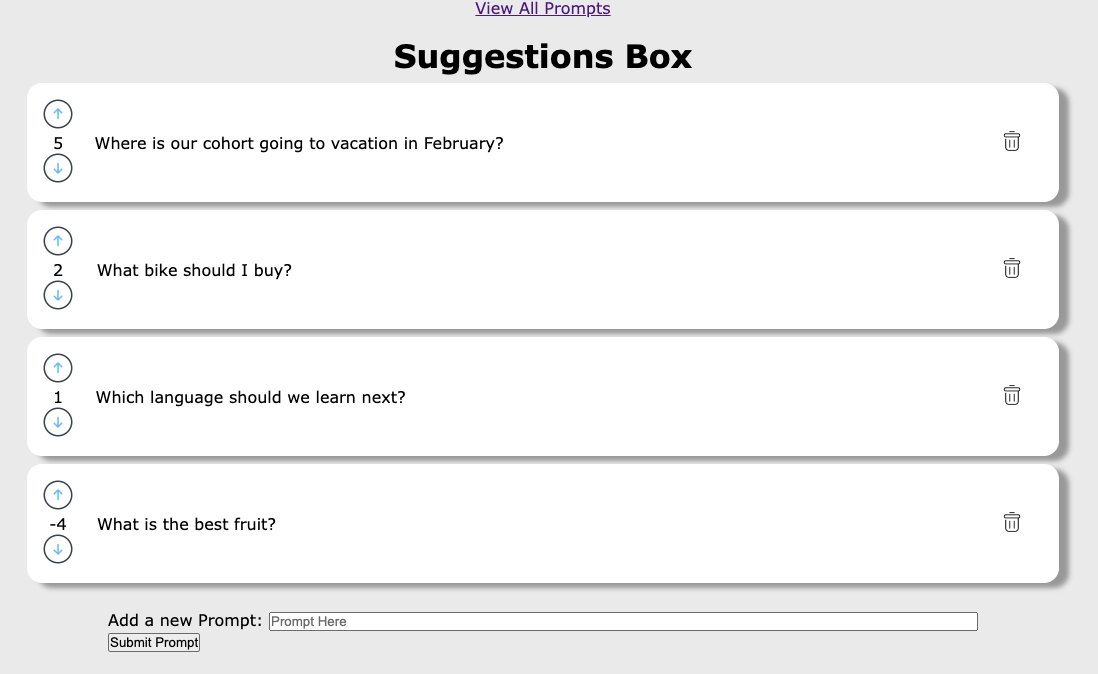 View All Prompts
Suggestions Box
5
Where is our cohort going to vacation in February?
2
What bike should I buy?
1
Which language should we learn next?
-4
What is the best fruit?
Add a new Prompt: Prompt Here
Submit Prompt